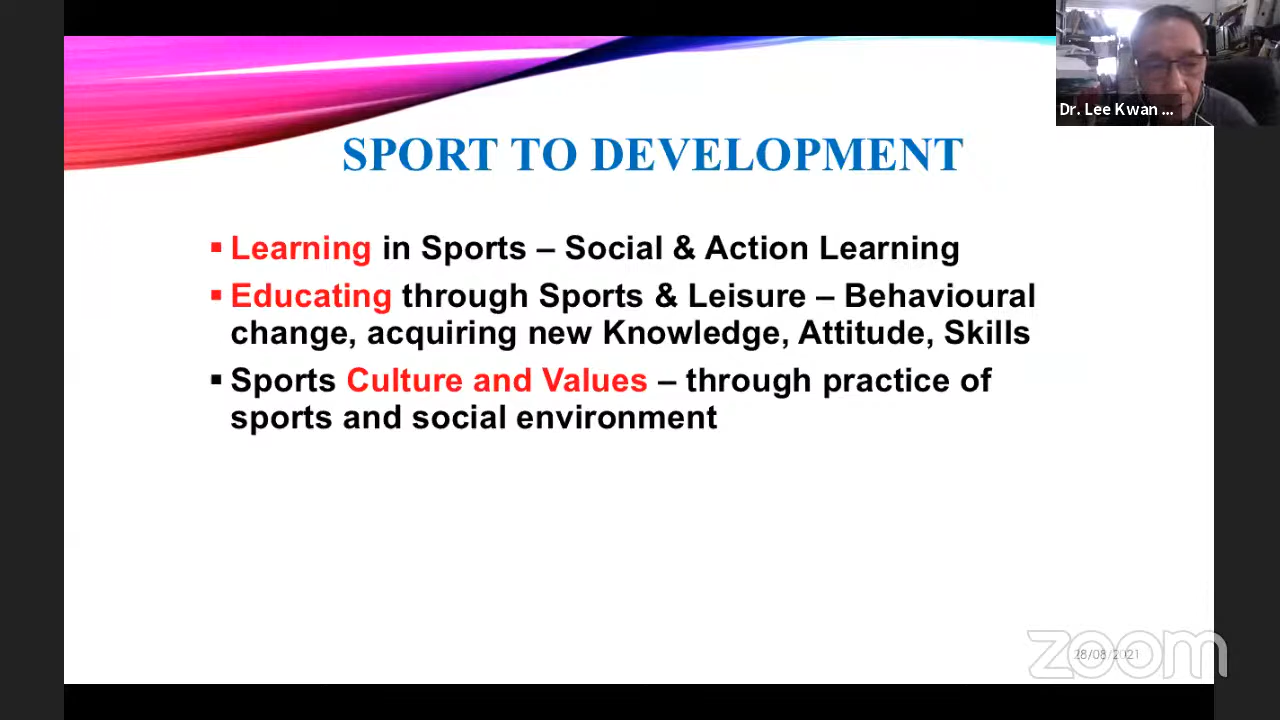 Dr. Lee Kwan ...
SPORT TO DEVELOPMENT
▪ Learning in Sports – Social & Action Learning
▪ Educating through Sports & Leisure – Behavioural
change, acquiring new Knowledge, Attitude, Skills
▪ Sports Culture and Values – through practice of
sports and social environment
zoom
28/08/2021